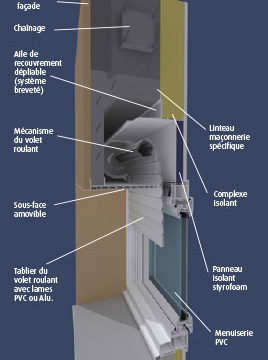 façade
Chaînage
Aile de
recouvrement
dépliable
(système
breveté)
Linteau
maçonnerie
spécifique
Mécanisme
du volet
roulant
Complexe
isolant
Sous-face
amovible
Panneau
isolant
styrofoam
Tablier du
volet roulant
avec lames
PVC ou Alu.
Menuiserie
PVC